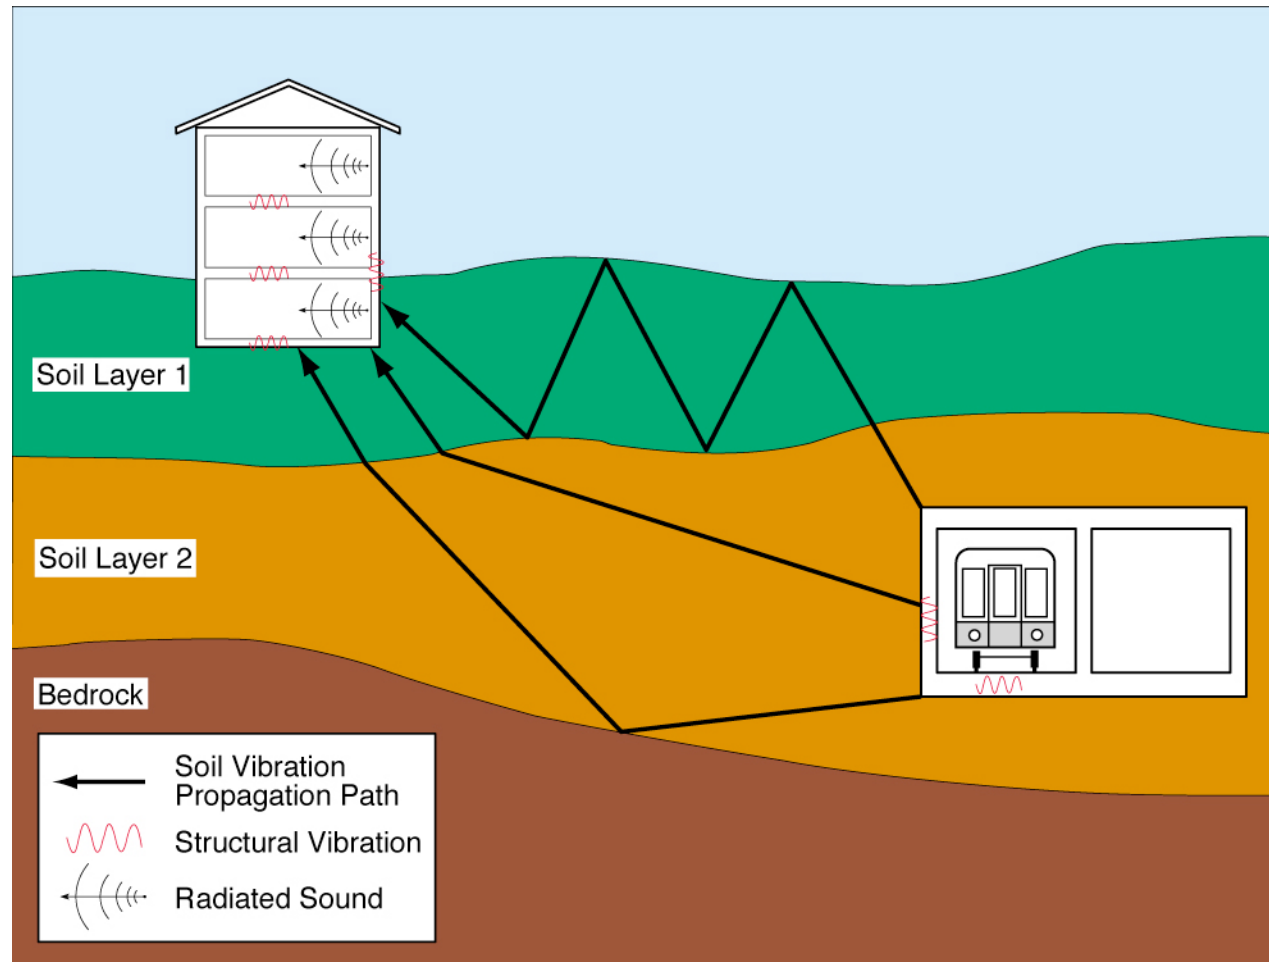 Soil Layer 1
Soil Layer 2
Bedrock
Soil Vibration
Propagation Path
Structural Vibration
Radiated Sound